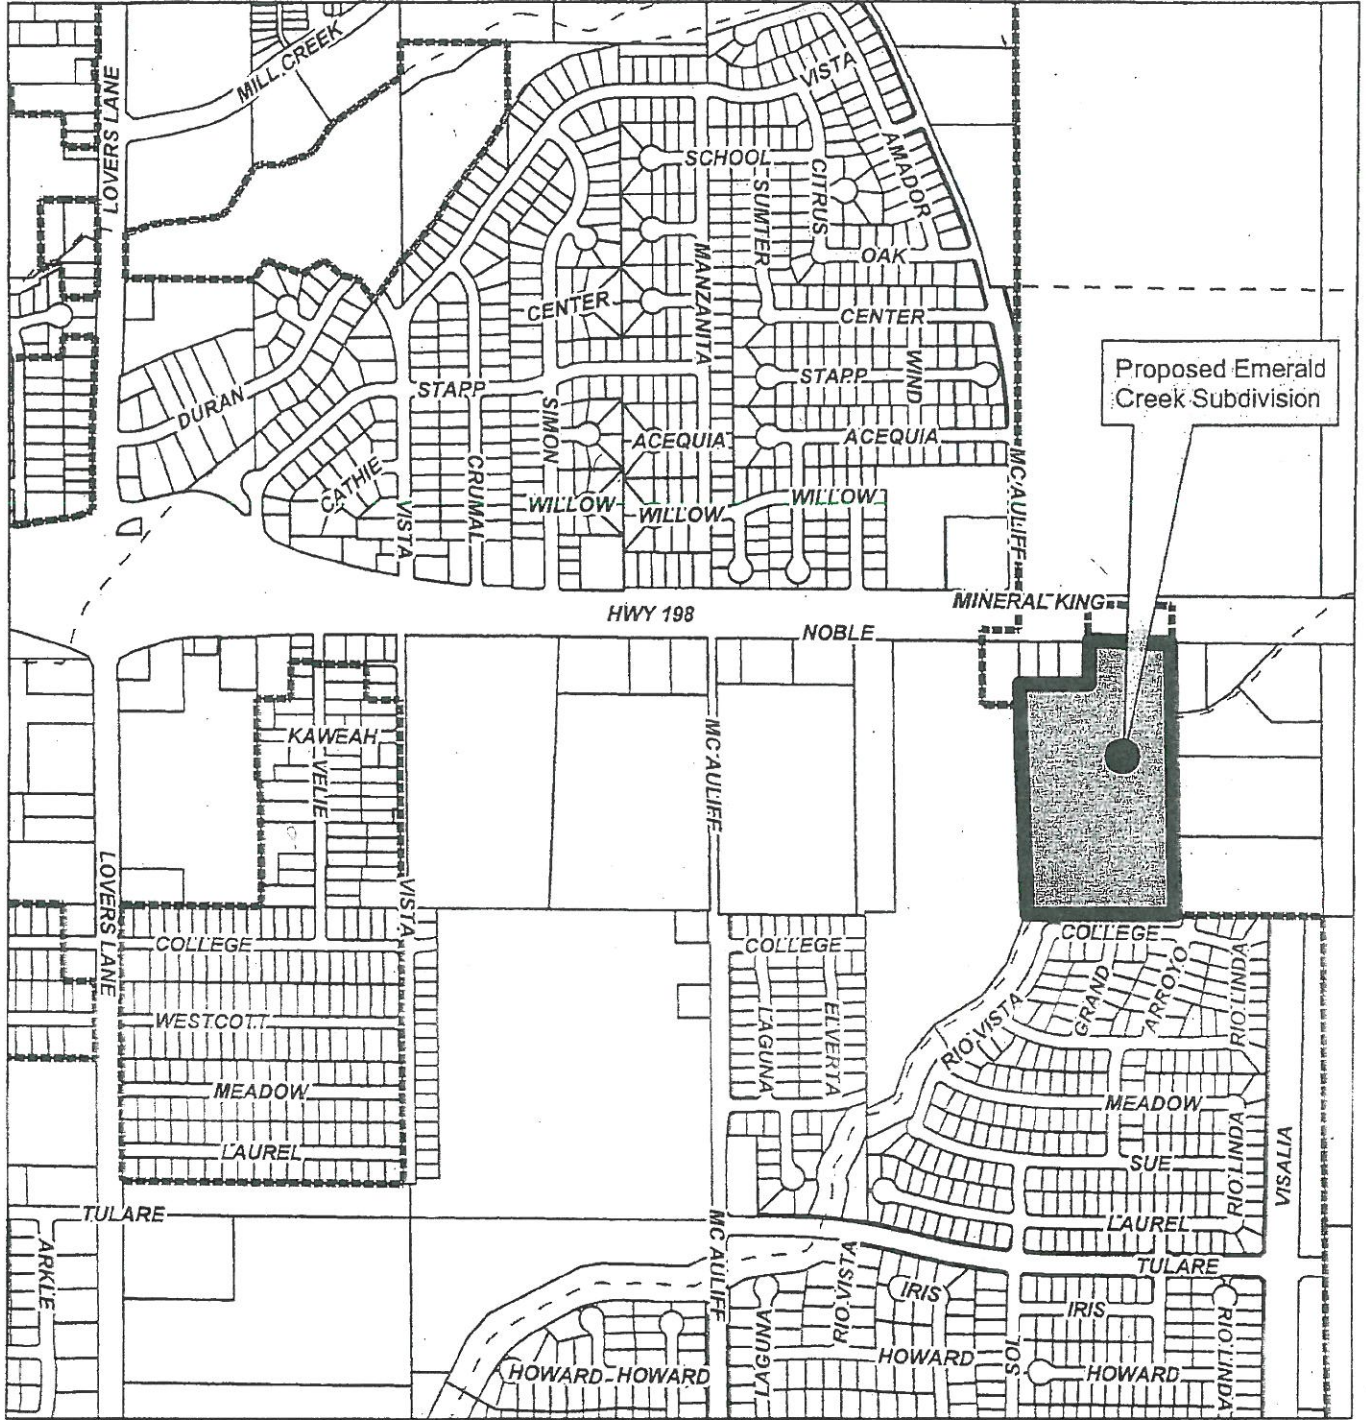 MILL CREEK
LOVERS LANE
VISTA
AMADOR
SCHOOL
SUMTER
CITRUS
OAK
MANZANITA
CENTER
CENTER
Proposed Emerald
Creek Subdivision
DURAN
STAPP
STAPP
WIND
SIMON
ACEQUIA
ACEQUIA
CATHIE
CRUMAL
VISTA
WILLOW
WILLOW
WILLOW
MC AULIFF
MINERAL KING
HWY 198
NOBLE
KAWEAH
VELIE
MC AULIFF
LOVERS LANE
VISTA
COLLEGE
COLLEGE
COLLEGE
WESTCOTT
LAGUNA
ELVERTA
RIO VISTA
GRAND
ARROYO
RIO LINDA
MEADOW
MEADOW
LAUREL
SUE
RIO LINDA
VISALIA
LAUREL
TULARE
TULARE
ARKLE
MC AULIFF
LAGUNA
RIO VISTA
IRIS
IRIS
SOL
RIO LINDA
HOWARD
HOWARD
HOWARD
HOWARD